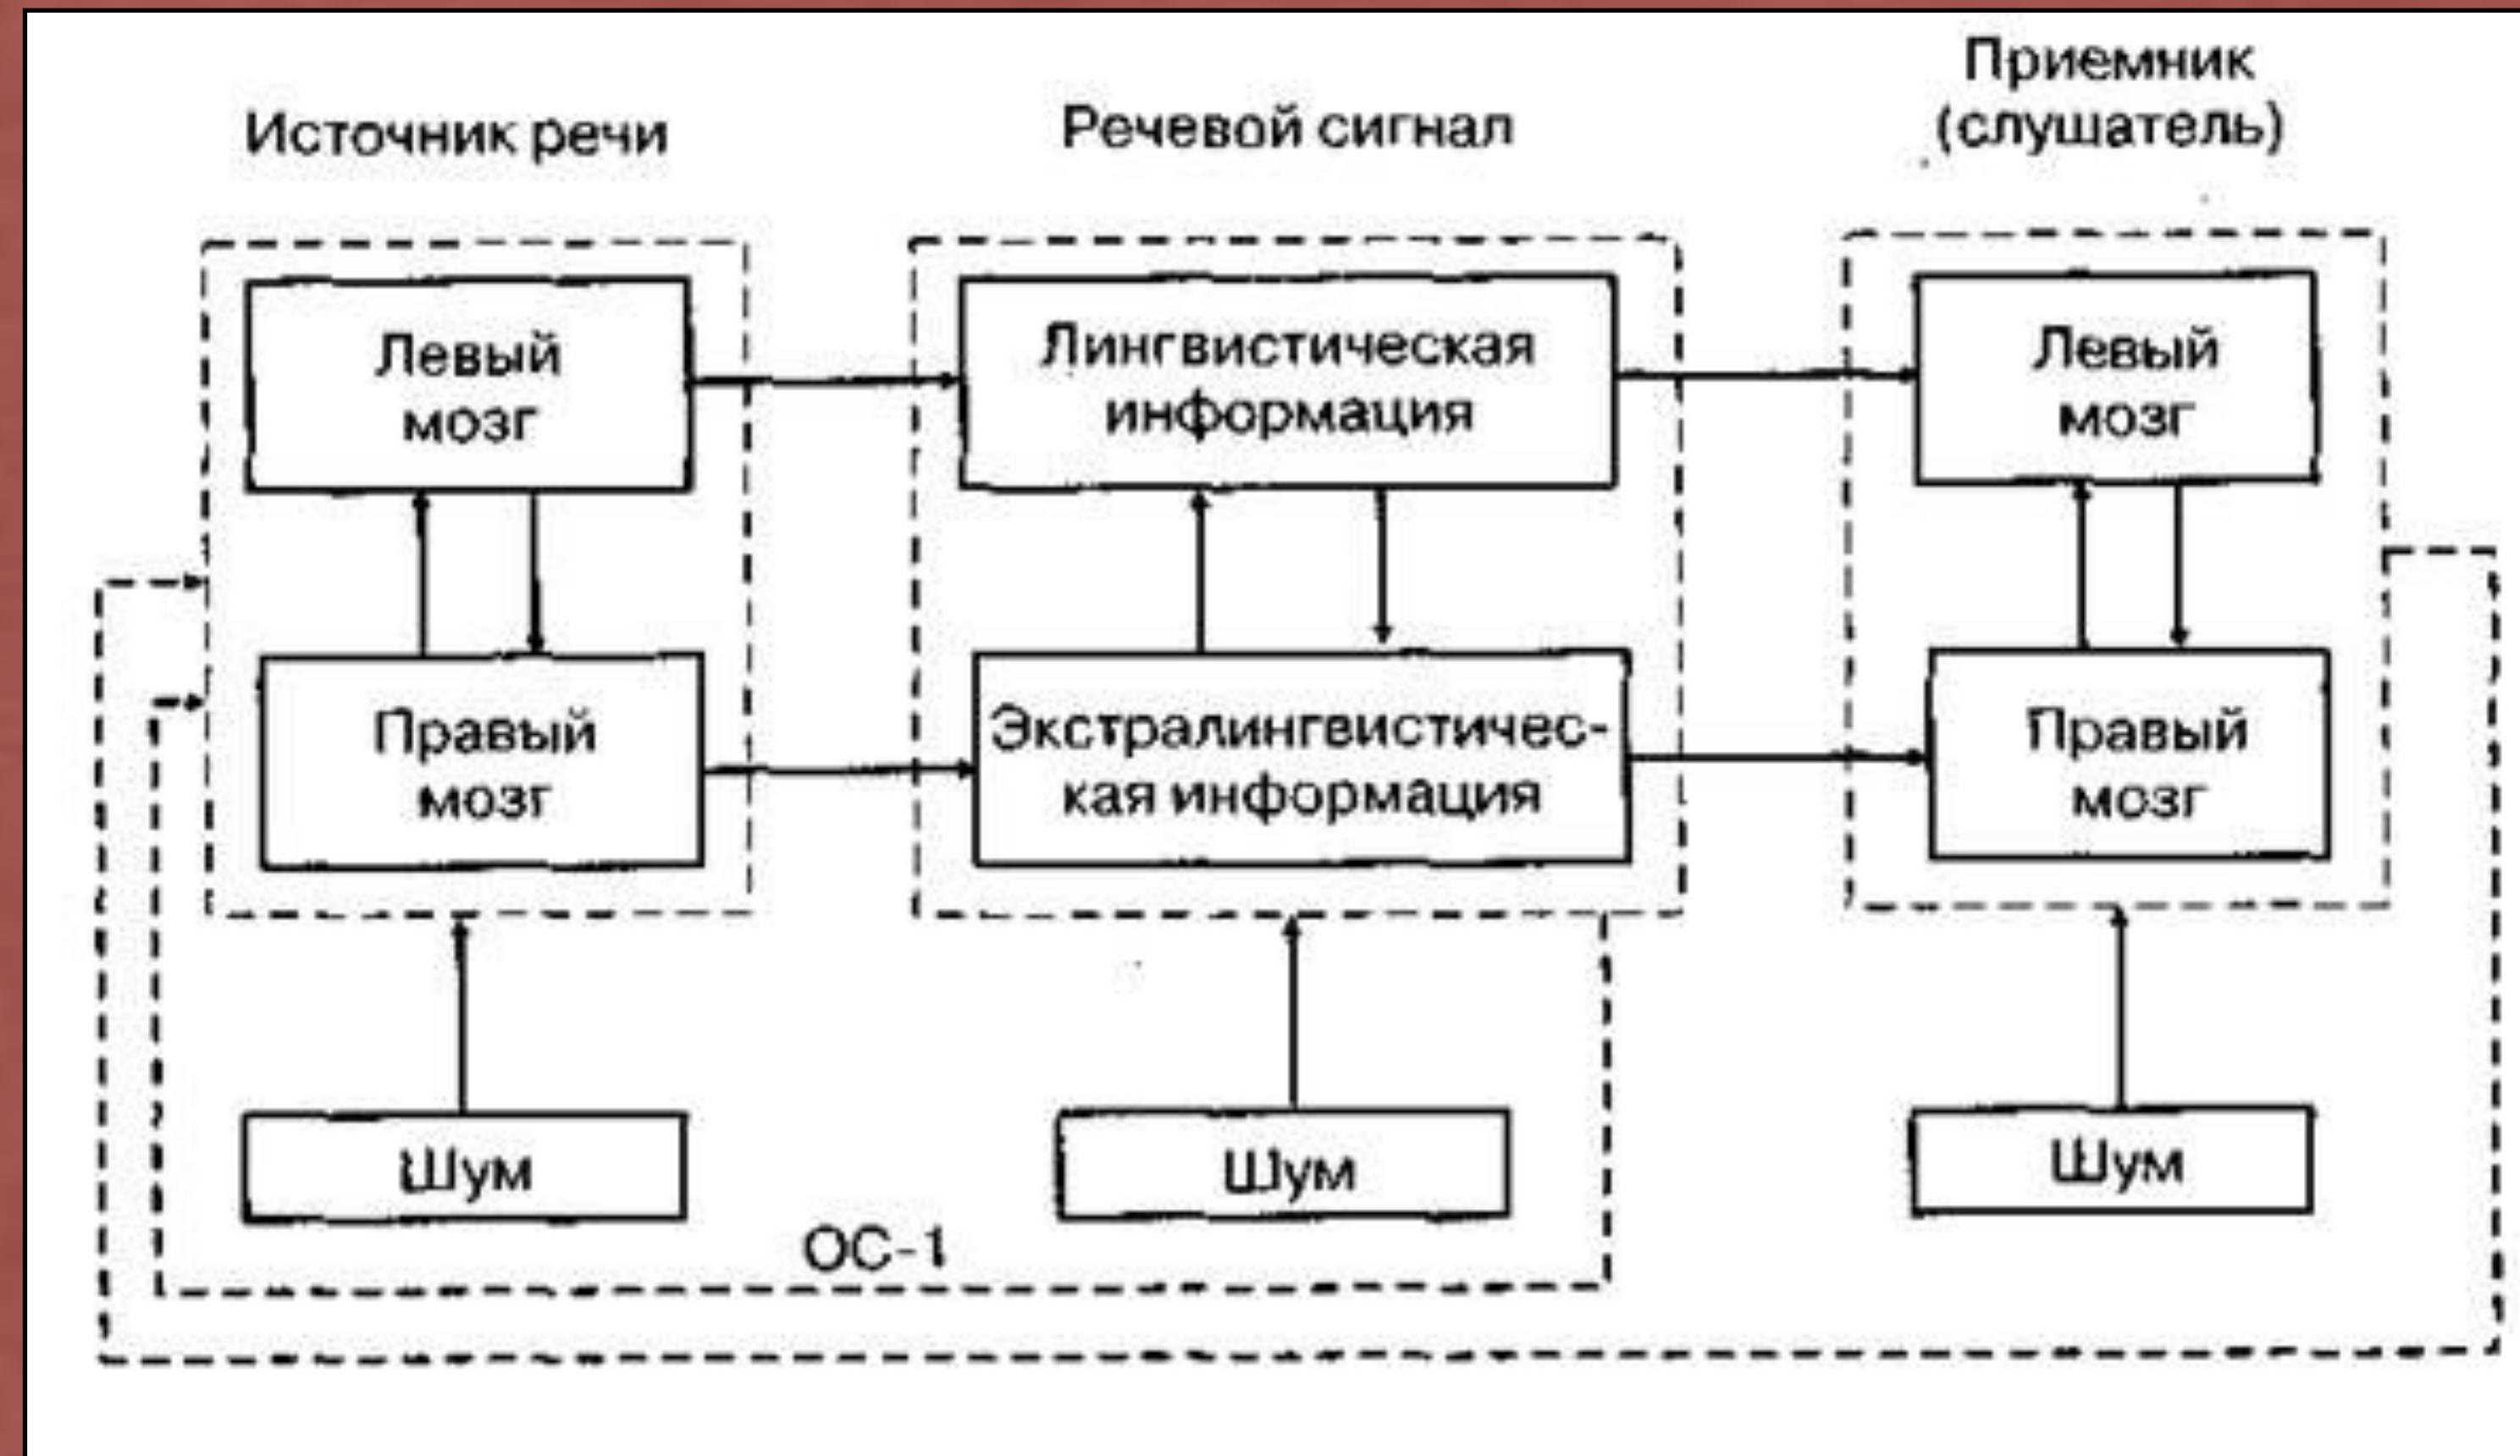 Источник речи
Речевой сигнал
Приемник
(слушатель)
Левый
мозг
Лингвистическая
информация
Левый
мозг
Правый
мозг
Экстралингвистичес-
кая информация
Правый
мозг
Шум
Шум
Шум
ОС-1